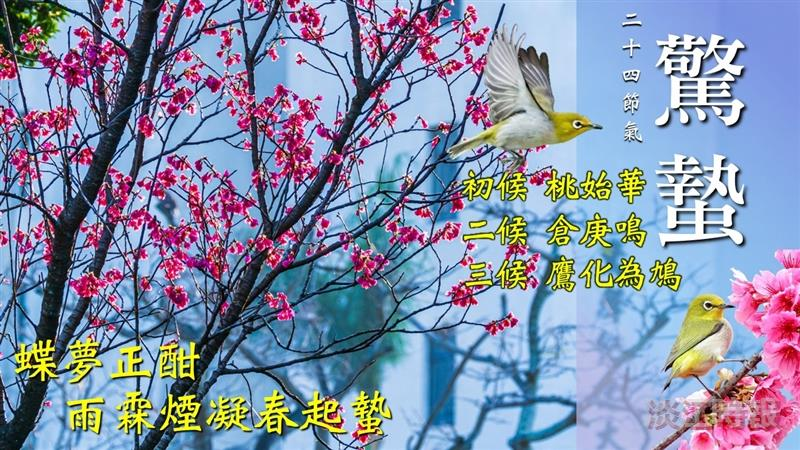 二十四節氣
驚蟄
初候 桃始華
二候 倉庚鳴
三候 鷹化為鳩
蝶夢正酣
雨霖煙凝春起蟄
淡江時報